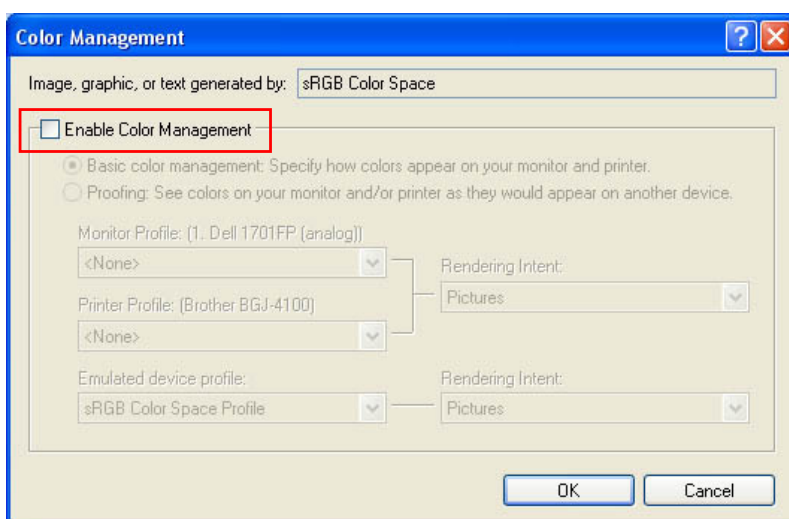 Color Management
Image, graphic, or text generated by: sRGB Color Space
Enable Color Management
Basic color management: Specify how colors appear on your monitor and printer.
Proofing: See colors on your monitor and/or printer as they would appear on another device.
Monitor Profile: (1. Dell 1701FP (analog))
<None>
Rendering Intent:
Pictures
Printer Profile: (Brother BGJ-4100)
<None>
Emulated device profile:
sRGB Color Space Profile
Rendering Intent:
Pictures
OK
Cancel